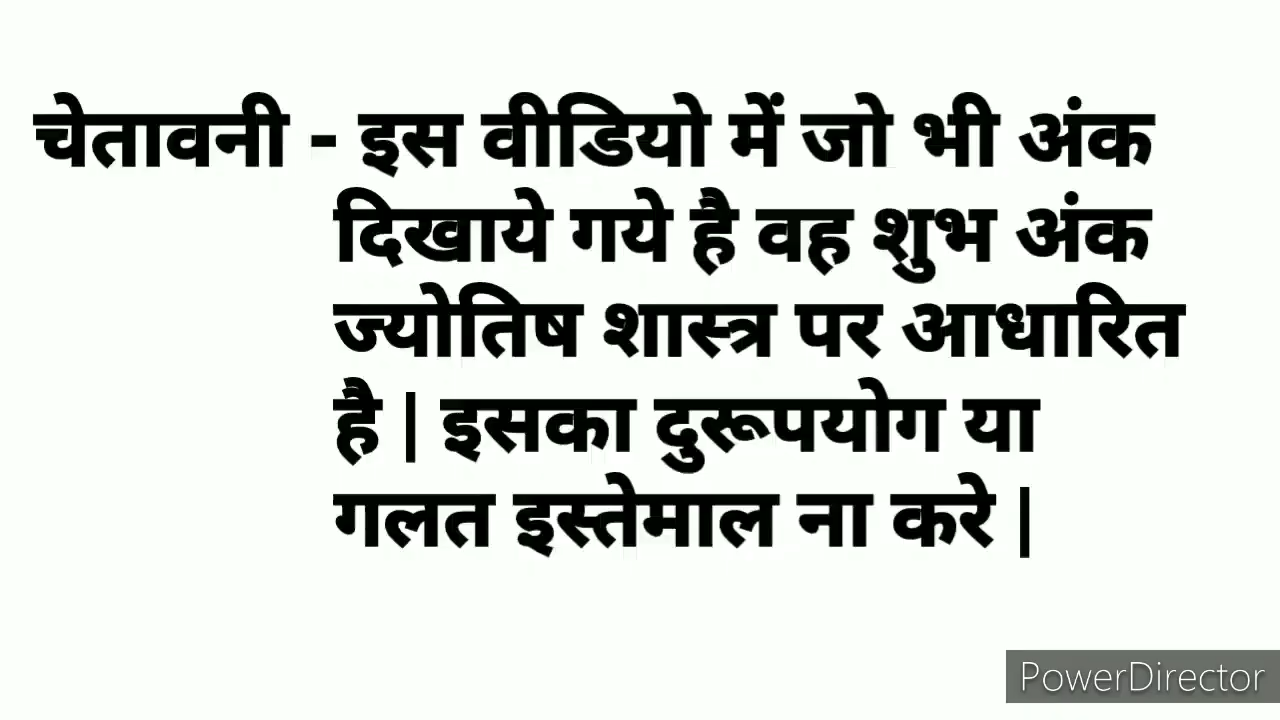 चेतावनी - इस वीडियो में जो भी अंक
दिखाये गये है वह शुभ अंक
ज्योतिष शास्त्र पर आधारित
है | इसका दुरूपयोग या
गलत इस्तेमाल ना करे |
PowerDirector